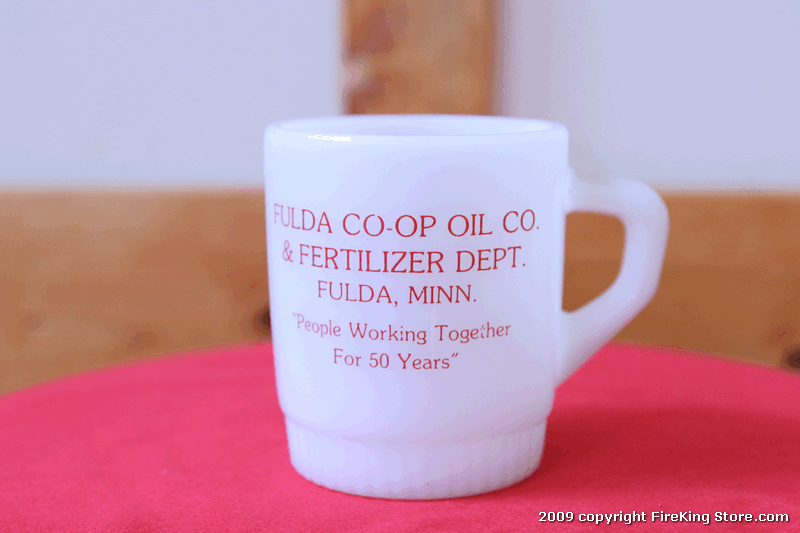 FULDA CO-OP OIL CO.
& FERTILIZER DEPT.
FULDA, MINN.
"People Working Together
For 50 Years"
2009 copyright FireKing Store.com